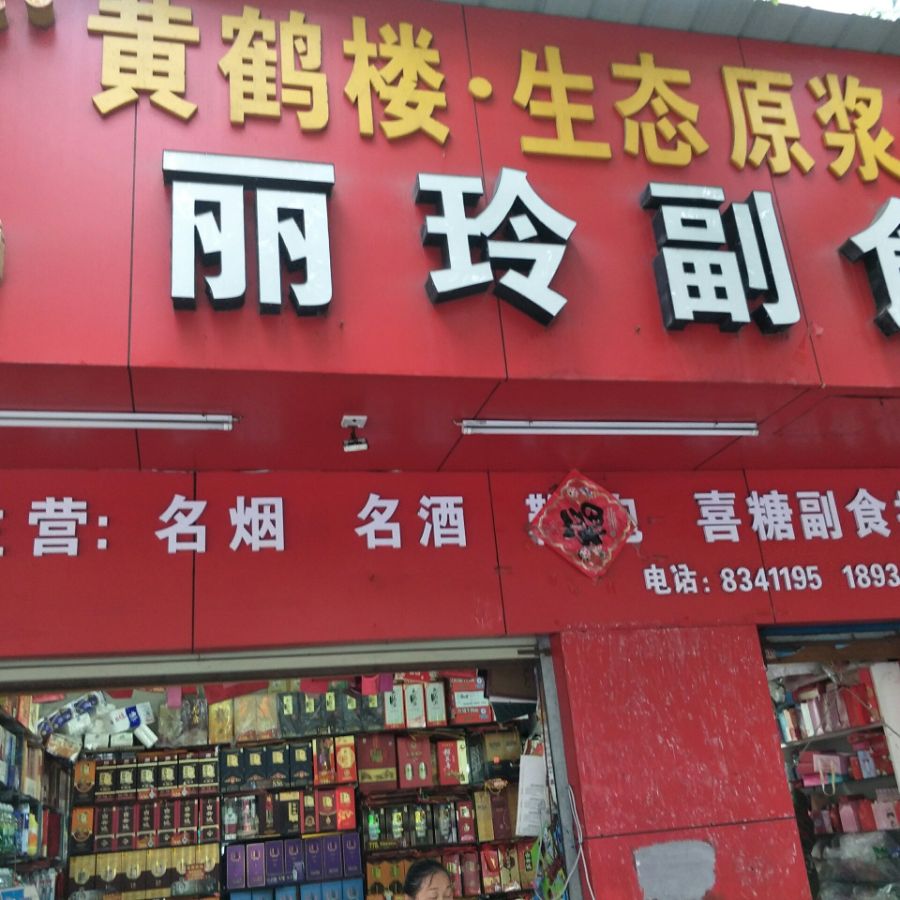 黄鹤楼·生态原浆
丽玲副食
营：名烟 名酒 喜糖副食
电话：8341195 1893